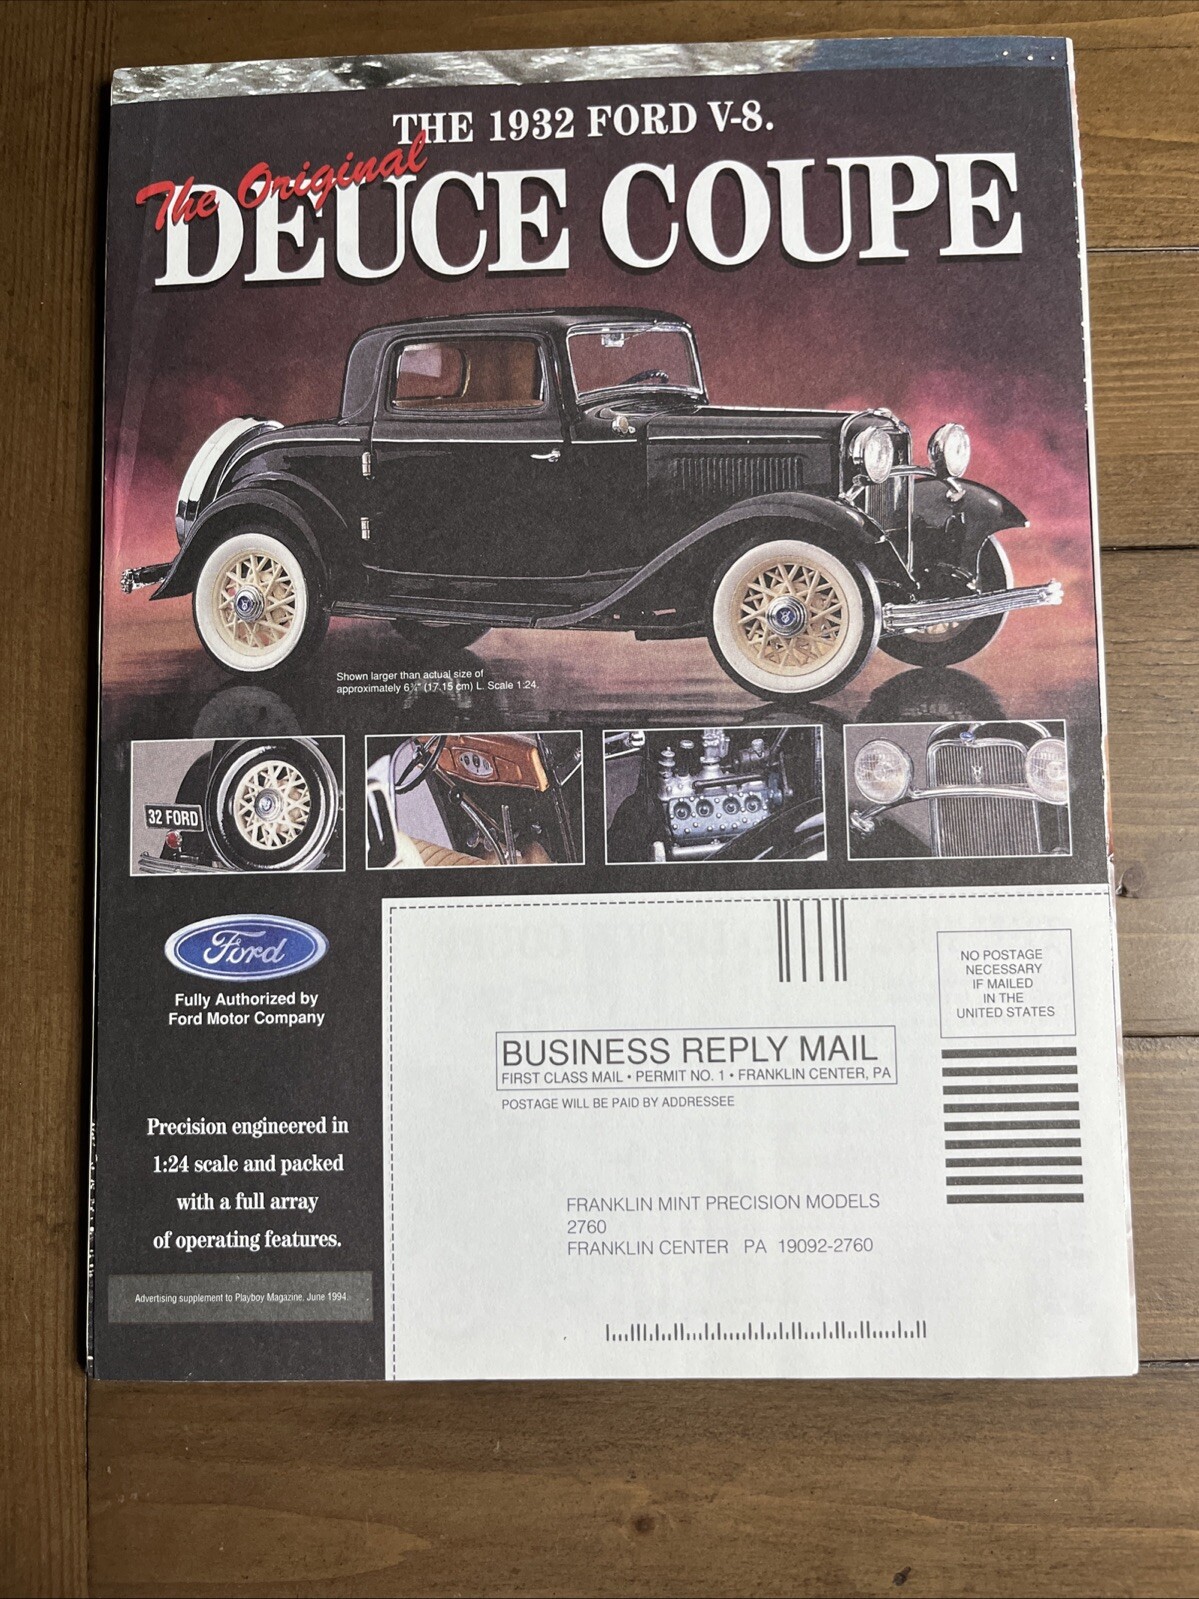 THE 1932 FORD V-8.
The Original
DEUCE COUPE
Shown larger than actual size of
approximately 6¾" (17.15 cm) L. Scale 1:24.
32 FORD
Ford
Fully Authorized by
Ford Motor Company
Precision engineered in
1:24 scale and packed
with a full array
of operating features.
Advertising supplement to Playboy Magazine, June 1994
NO POSTAGE
NECESSARY
IF MAILED
IN THE
UNITED STATES
BUSINESS REPLY MAIL
FIRST CLASS MAIL • PERMIT NO. 1 • FRANKLIN CENTER, PA
POSTAGE WILL BE PAID BY ADDRESSEE
FRANKLIN MINT PRECISION MODELS
2760
FRANKLIN CENTER PA 19092-2760